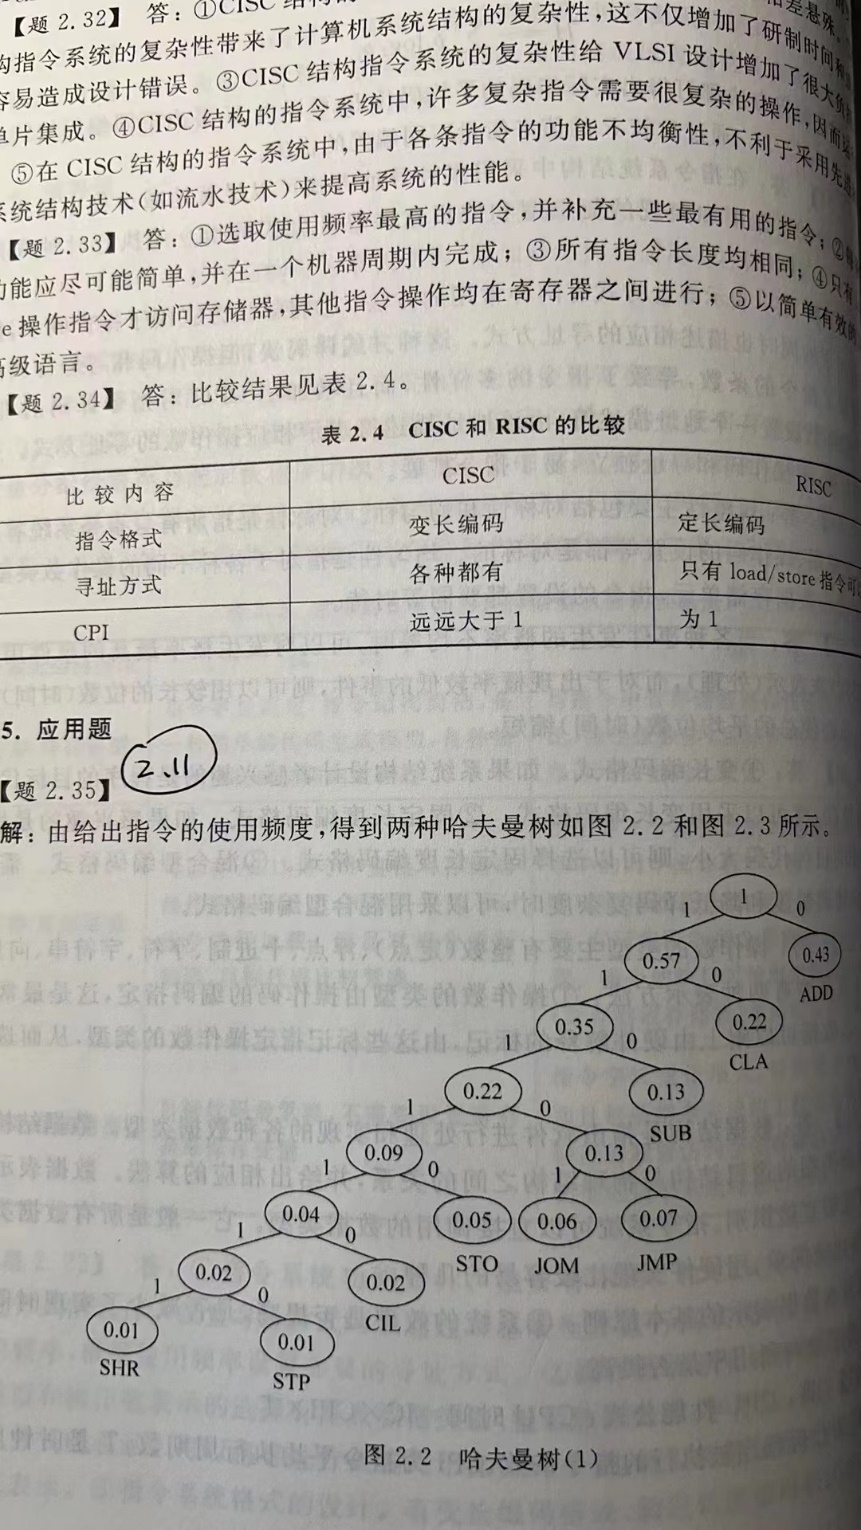 【题 2.32】 答：①CISC 结构
构指令系统的复杂性带来了计算机系统结构的复杂性，这不仅增加了研制时间和
容易造成设计错误。③CISC 结构指令系统的复杂性给 VLSI 设计增加了很大的
单片集成。④CISC 结构的指令系统中，许多复杂指令需要很复杂的操作，因而
⑤在 CISC 结构的指令系统中，由于各条指令的功能不均衡性，不利于采用先进
系统结构技术(如流水技术)来提高系统的性能。
【题 2.33】 答：①选取使用频率最高的指令，并补充一些最有用的指令；②
功能应尽可能简单，并在一个机器周期内完成；③所有指令长度均相同；④只有
e 操作指令才访问存储器，其他指令操作均在寄存器之间进行；⑤以简单有效的
高级语言。
【题 2.34】 答：比较结果见表 2.4。
表 2.4 CISC 和 RISC 的比较
比较内容 CISC RISC
指令格式 变长编码 定长编码
寻址方式 各种都有 只有 load/store 指令可
CPI 远远大于 1 为 1
5. 应用题
2.11
【题 2.35】
解：由给出指令的使用频度，得到两种哈夫曼树如图 2.2 和图 2.3 所示。
1
1 0
0.57 0.43
ADD
1 0
0.35 0.22
CLA
1 0
0.22 0.13
SUB
1 0
0.09 0.13
1 0 1 0
0.04 0.05 0.06 0.07
STO JOM JMP
1 0
0.02 0.02
CIL
1 0
0.01 0.01
SHR STP
图 2.2 哈夫曼树(1)